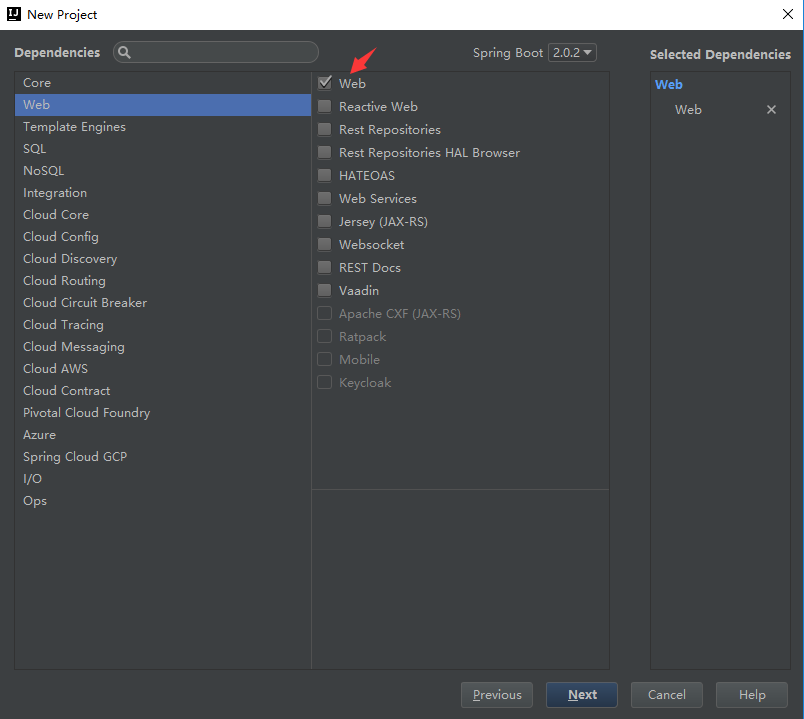 New Project
Dependencies
Spring Boot 2.0.2
Selected Dependencies
Core
Web
Template Engines
SQL
NoSQL
Integration
Cloud Core
Cloud Config
Cloud Discovery
Cloud Routing
Cloud Circuit Breaker
Cloud Tracing
Cloud Messaging
Cloud AWS
Cloud Contract
Pivotal Cloud Foundry
Azure
Spring Cloud GCP
I/O
Ops
Web
Reactive Web
Rest Repositories
Rest Repositories HAL Browser
HATEOAS
Web Services
Jersey (JAX-RS)
Websocket
REST Docs
Vaadin
Apache CXF (JAX-RS)
Ratpack
Mobile
Keycloak
Web
Web
Previous
Next
Cancel
Help